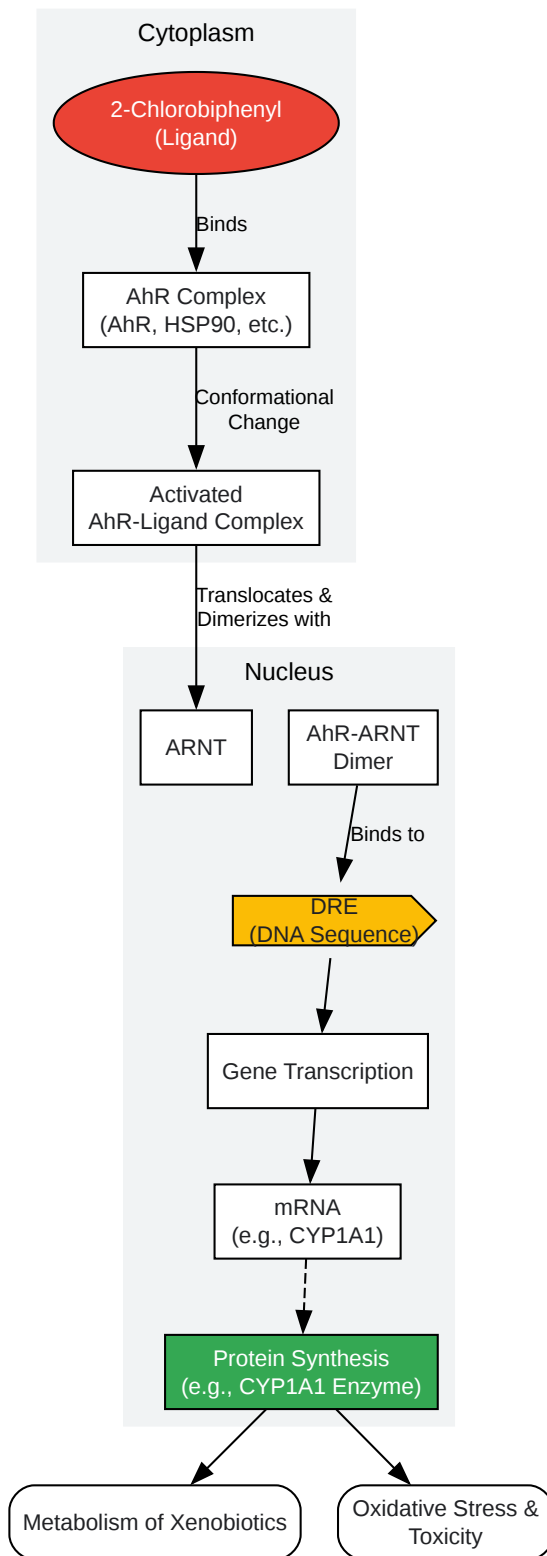 Cytoplasm
2-Chlorobiphenyl
(Ligand)
Binds
AhR Complex
(AhR, HSP90, etc.)
Conformational
Change
Activated
AhR-Ligand Complex
Translocates &
Dimerizes with
Nucleus
ARNT
AhR-ARNT
Dimer
Binds to
DRE
(DNA Sequence)
Gene Transcription
mRNA
(e.g., CYP1A1)
Protein Synthesis
(e.g., CYP1A1 Enzyme)
Metabolism of Xenobiotics
Oxidative Stress &
Toxicity